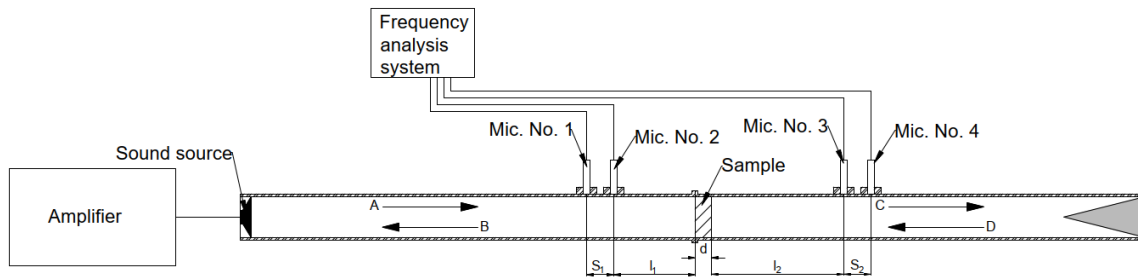 Frequency
analysis
system
Mic. No. 1
Mic. No. 2
Mic. No. 3
Mic. No. 4
Sound source
Sample
Amplifier
A
B
C
D
d
S₁
l₁
l₂
S₂